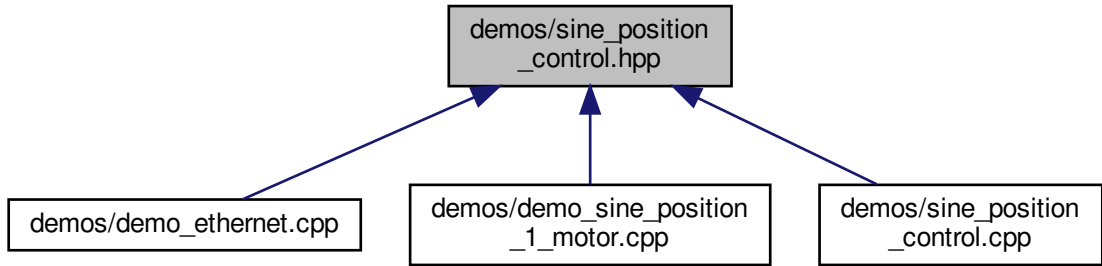 demos/sine_position
_control.hpp
demos/demo_ethernet.cpp
demos/demo_sine_position
_1_motor.cpp
demos/sine_position
_control.cpp